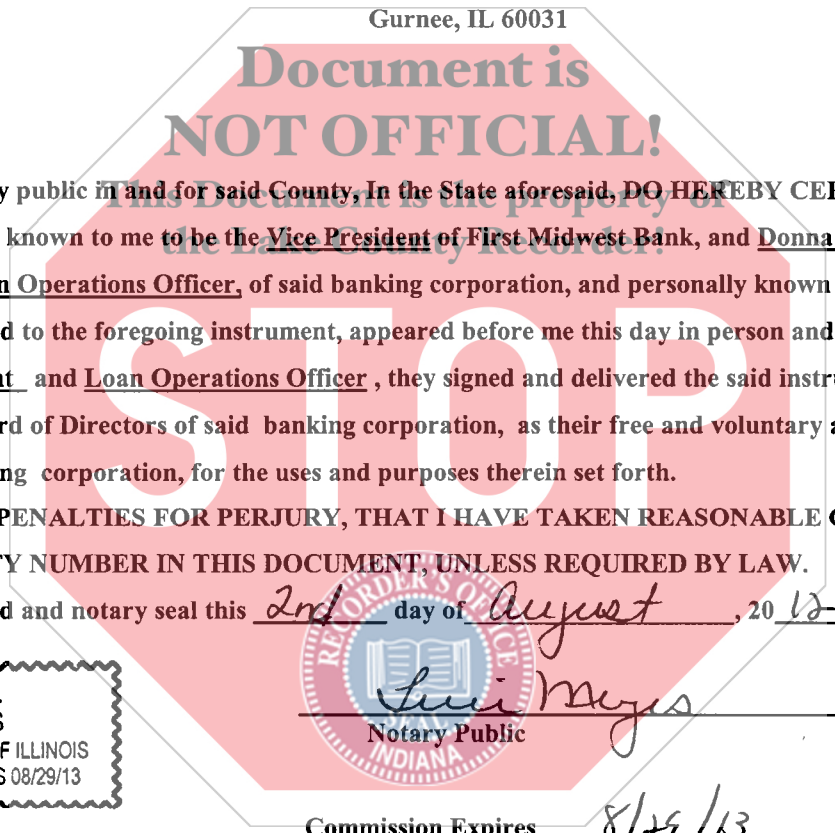 Gurnee, IL 60031
Document is
NOT OFFICIAL!
This Document is the property of
the Lake County Recorder!
y public in and for said County, In the State aforesaid, DO HEREBY CER
known to me to be the Vice President of First Midwest Bank, and Donna
n Operations Officer, of said banking corporation, and personally known
d to the foregoing instrument, appeared before me this day in person and
nt and Loan Operations Officer , they signed and delivered the said instru
rd of Directors of said banking corporation, as their free and voluntary a
ng corporation, for the uses and purposes therein set forth.
STOP
PENALTIES FOR PERJURY, THAT I HAVE TAKEN REASONABLE C
TY NUMBER IN THIS DOCUMENT, UNLESS REQUIRED BY LAW.
d and notary seal this 2nd day of August , 20 12
RECORDER'S OFFICE
SEAL
INDIANA
Notary Public
S
F ILLINOIS
S 08/29/13
Commission Expires 8/29/13